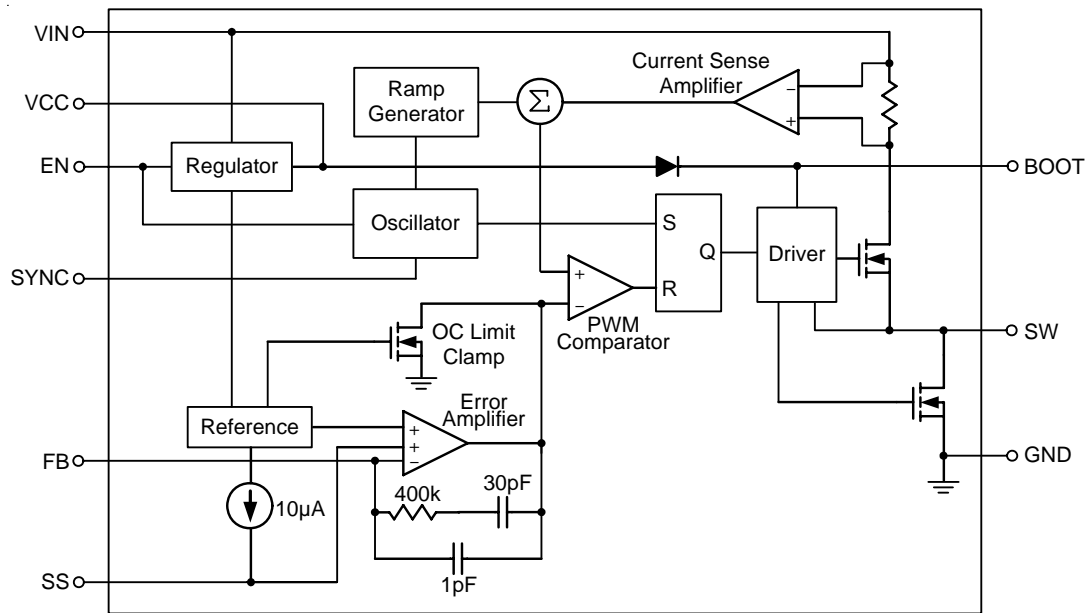 VIN
Current Sense
Amplifier
Ramp
Generator
Σ
−
+
VCC
EN
Regulator
BOOT
Oscillator
S
Q
R
Driver
SYNC
+
−
PWM
Comparator
OC Limit
Clamp
SW
Reference
Error
Amplifier
+
+
−
FB
GND
10µA
400k
30pF
1pF
SS